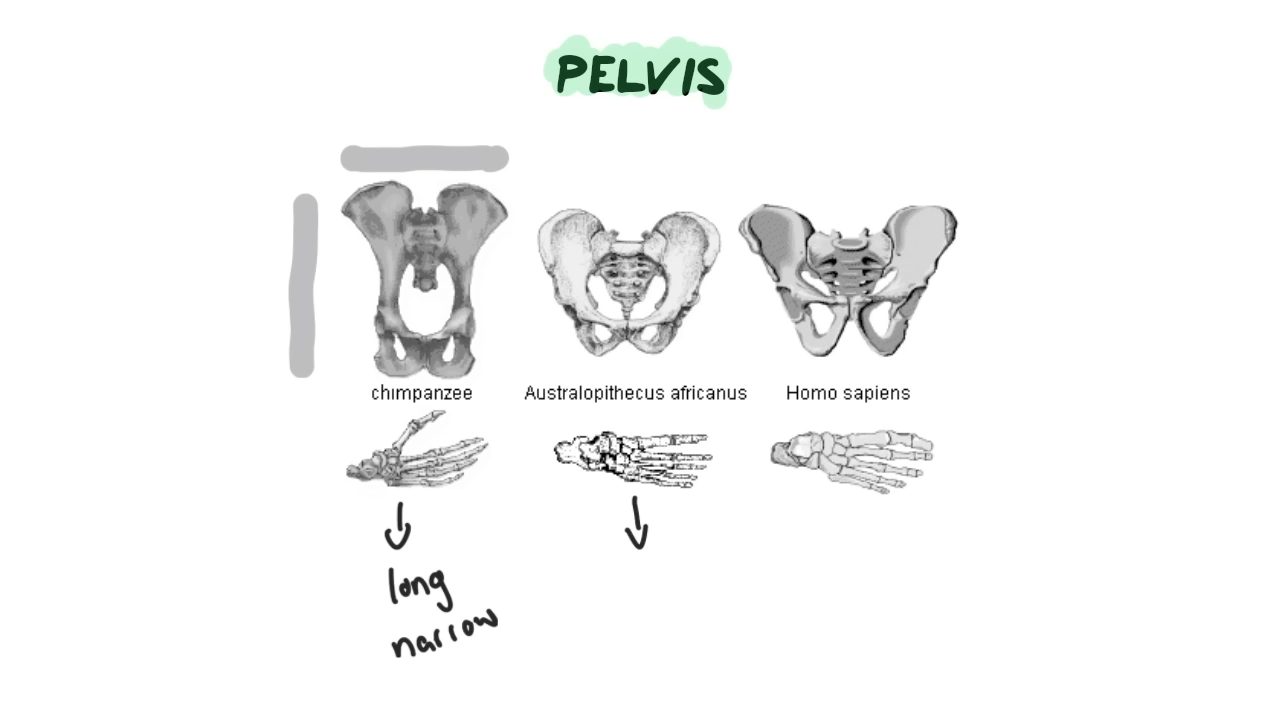 PELVIS
chimpanzee Australopithecus africanus Homo sapiens
long
narrow